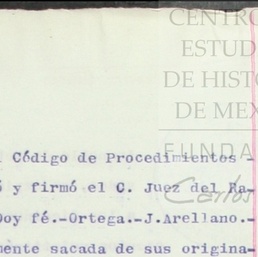 CENTRO
ESTUD
DE HISTO
DE MEX
FUNDA
Carlos
Código de Procedimientos -
y firmó el C. Juez del Ra-
Doy fé.-Ortega.-J.Arellano.-
mente sacada de sus origina-